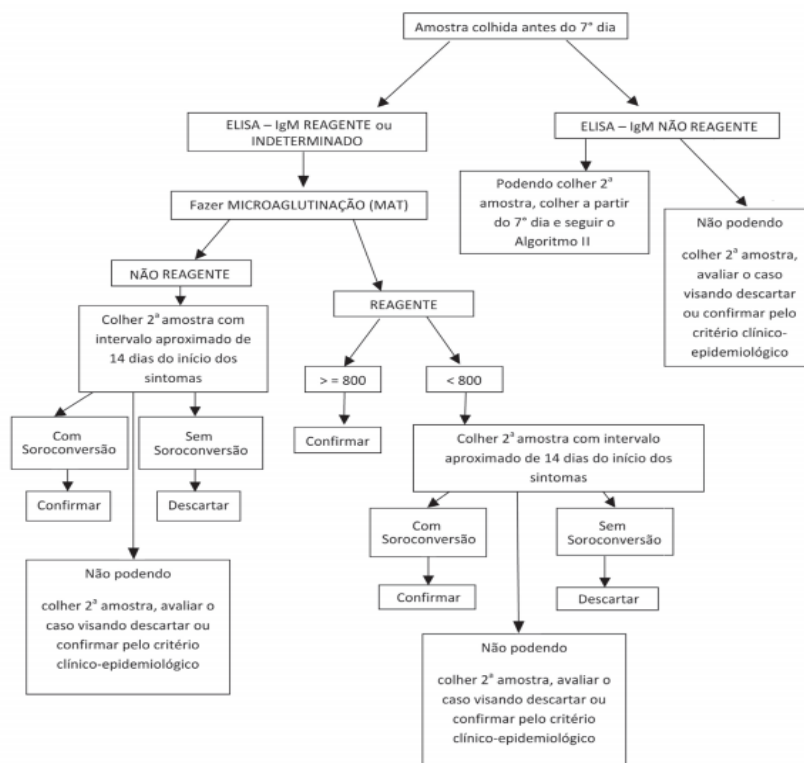 Amostra colhida antes do 7° dia
ELISA – IgM REAGENTE ou
INDETERMINADO
ELISA – IgM NÃO REAGENTE
Fazer MICROAGLUTINAÇÃO (MAT)
Podendo colher 2ª
amostra, colher a partir
do 7° dia e seguir o
Algoritmo II
Não podendo
colher 2ª amostra,
avaliar o caso
visando descartar
ou confirmar pelo
critério clínico-
epidemiológico
NÃO REAGENTE
REAGENTE
Colher 2ª amostra com
intervalo aproximado de
14 dias do início dos
sintomas
> = 800
< 800
Com
Soroconversão
Sem
Soroconversão
Confirmar
Colher 2ª amostra com intervalo
aproximado de 14 dias do início dos
sintomas
Confirmar
Descartar
Com
Soroconversão
Sem
Soroconversão
Não podendo
colher 2ª amostra, avaliar o
caso visando descartar ou
confirmar pelo critério
clínico-epidemiológico
Confirmar
Descartar
Não podendo
colher 2ª amostra, avaliar o
caso visando descartar ou
confirmar pelo critério
clínico-epidemiológico